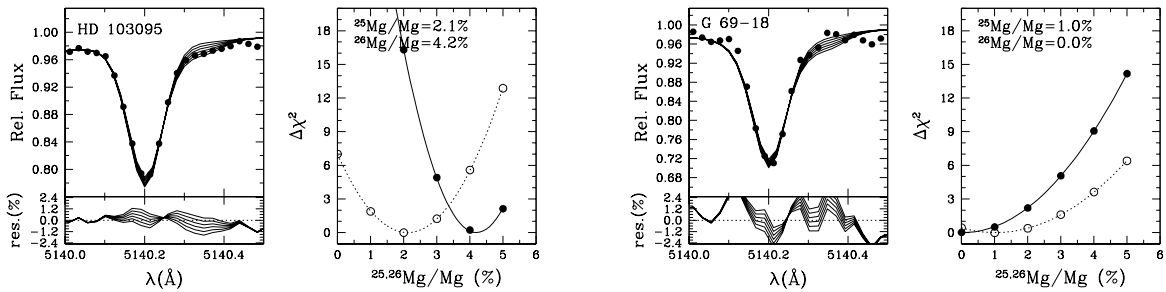 HD 103095
Rel. Flux
1.00
0.96
0.92
0.88
0.84
0.80
res.(%)
2.4
1.2
0.0
−1.2
−2.4
5140.0 5140.2 5140.4
λ(Å)
²⁵Mg/Mg=2.1%
²⁶Mg/Mg=4.2%
Δχ²
18
15
12
9
6
3
0
0 1 2 3 4 5 6
²⁵,²⁶Mg/Mg (%)
G 69−18
Rel. Flux
1.00
0.96
0.92
0.88
0.84
0.80
0.76
0.72
0.68
res.(%)
2.4
1.2
0.0
−1.2
−2.4
5140.0 5140.2 5140.4
λ(Å)
²⁵Mg/Mg=1.0%
²⁶Mg/Mg=0.0%
Δχ²
18
15
12
9
6
3
0
0 1 2 3 4 5 6
²⁵,²⁶Mg/Mg (%)